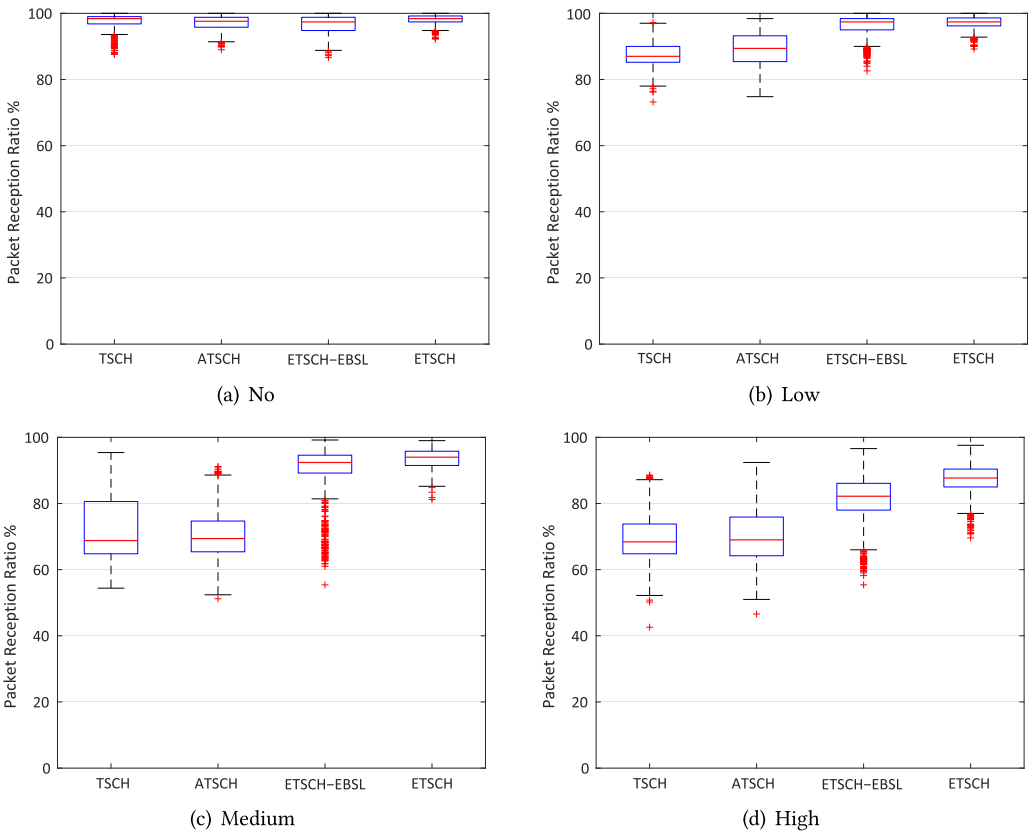 Packet Reception Ratio %
100
80
60
40
20
0
TSCH ATSCH ETSCH−EBSL ETSCH
(a) No
Packet Reception Ratio %
100
80
60
40
20
0
TSCH ATSCH ETSCH−EBSL ETSCH
(b) Low
Packet Reception Ratio %
100
80
60
40
20
0
TSCH ATSCH ETSCH−EBSL ETSCH
(c) Medium
Packet Reception Ratio %
100
80
60
40
20
0
TSCH ATSCH ETSCH−EBSL ETSCH
(d) High